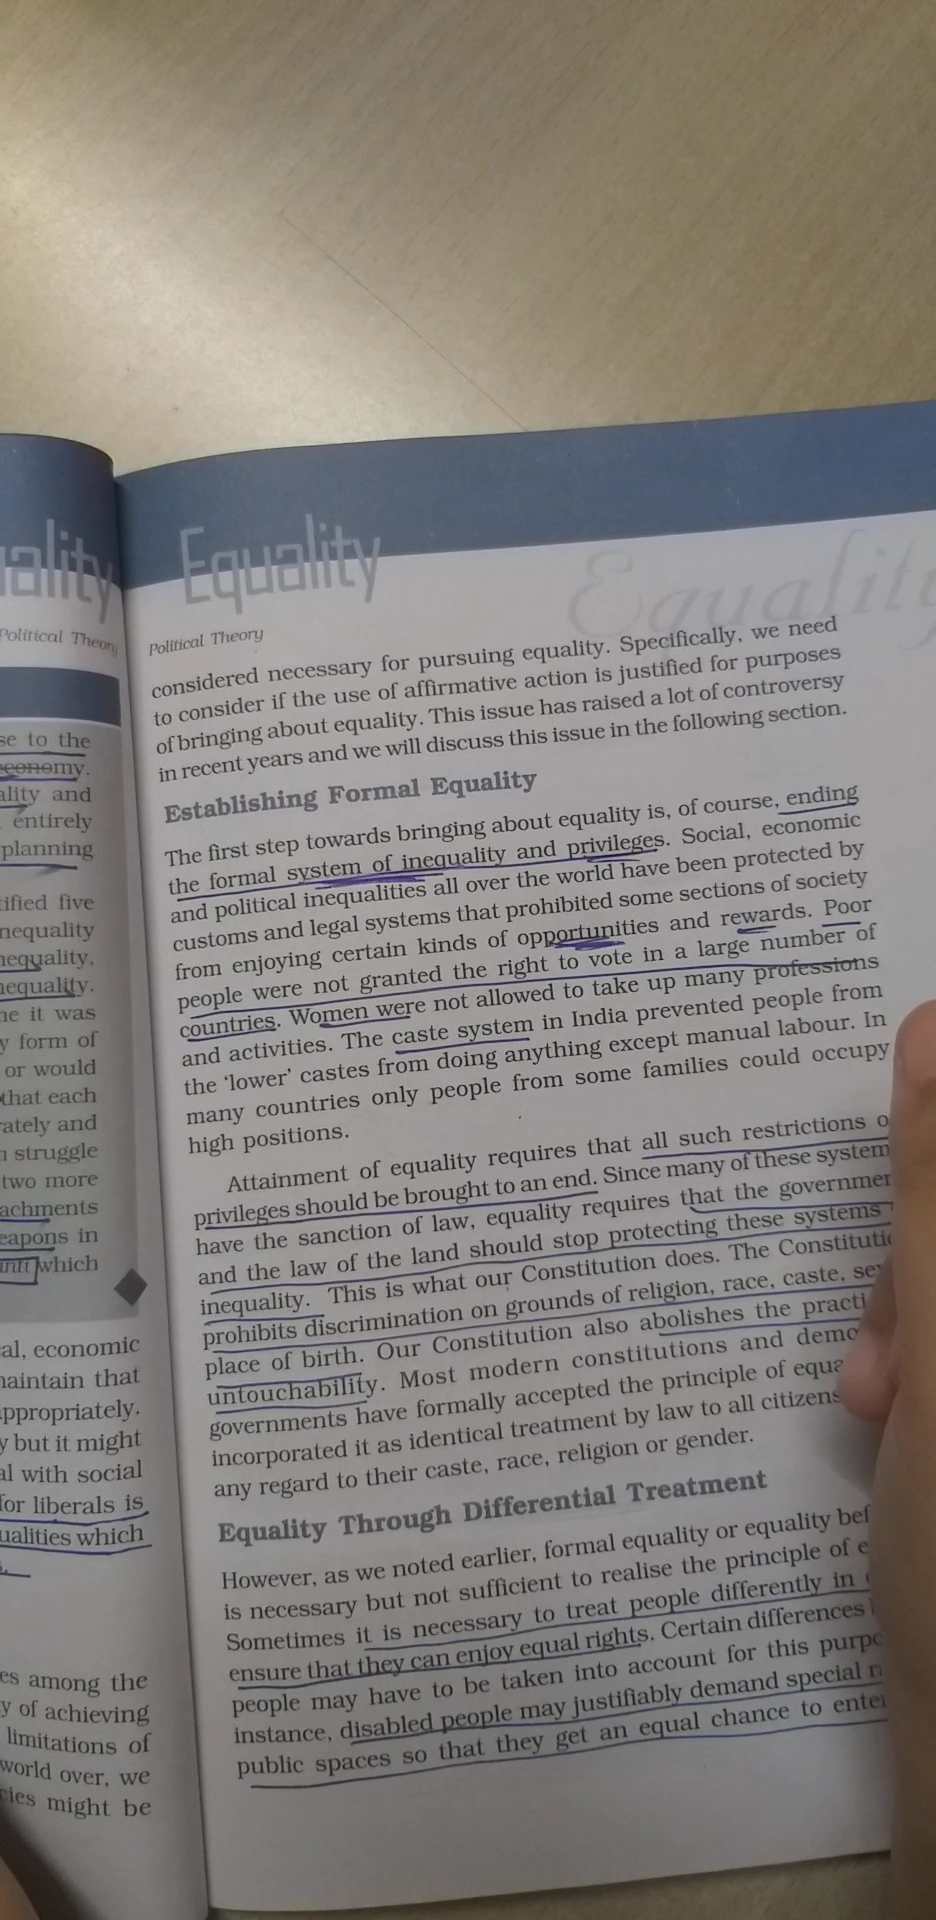 ality
Political Theory
se to the
economy.
ality and
entirely
planning
ified five
nequality
nequality,
nequality.
ne it was
y form of
or would
that each
rately and
n struggle
two more
achments
eapons in
which
al, economic
naintain that
ppropriately.
y but it might
al with social
for liberals is
ualities which
es among the
y of achieving
limitations of
world over, we
cies might be
Equality
Equality
Political Theory
considered necessary for pursuing equality. Specifically, we need
to consider if the use of affirmative action is justified for purposes
of bringing about equality. This issue has raised a lot of controversy
in recent years and we will discuss this issue in the following section.
Establishing Formal Equality
The first step towards bringing about equality is, of course, ending
the formal system of inequality and privileges. Social, economic
and political inequalities all over the world have been protected by
customs and legal systems that prohibited some sections of society
from enjoying certain kinds of opportunities and rewards. Poor
people were not granted the right to vote in a large number of
countries. Women were not allowed to take up many professions
and activities. The caste system in India prevented people from
the ‘lower’ castes from doing anything except manual labour. In
many countries only people from some families could occupy
high positions.
Attainment of equality requires that all such restrictions o
privileges should be brought to an end. Since many of these system
have the sanction of law, equality requires that the governmen
and the law of the land should stop protecting these systems
inequality. This is what our Constitution does. The Constitutio
prohibits discrimination on grounds of religion, race, caste, se
place of birth. Our Constitution also abolishes the practi
untouchability. Most modern constitutions and democ
governments have formally accepted the principle of equa
incorporated it as identical treatment by law to all citizens
any regard to their caste, race, religion or gender.
Equality Through Differential Treatment
However, as we noted earlier, formal equality or equality bef
is necessary but not sufficient to realise the principle of e
Sometimes it is necessary to treat people differently in
ensure that they can enjoy equal rights. Certain differences
people may have to be taken into account for this purpo
instance, disabled people may justifiably demand special ra
public spaces so that they get an equal chance to enter